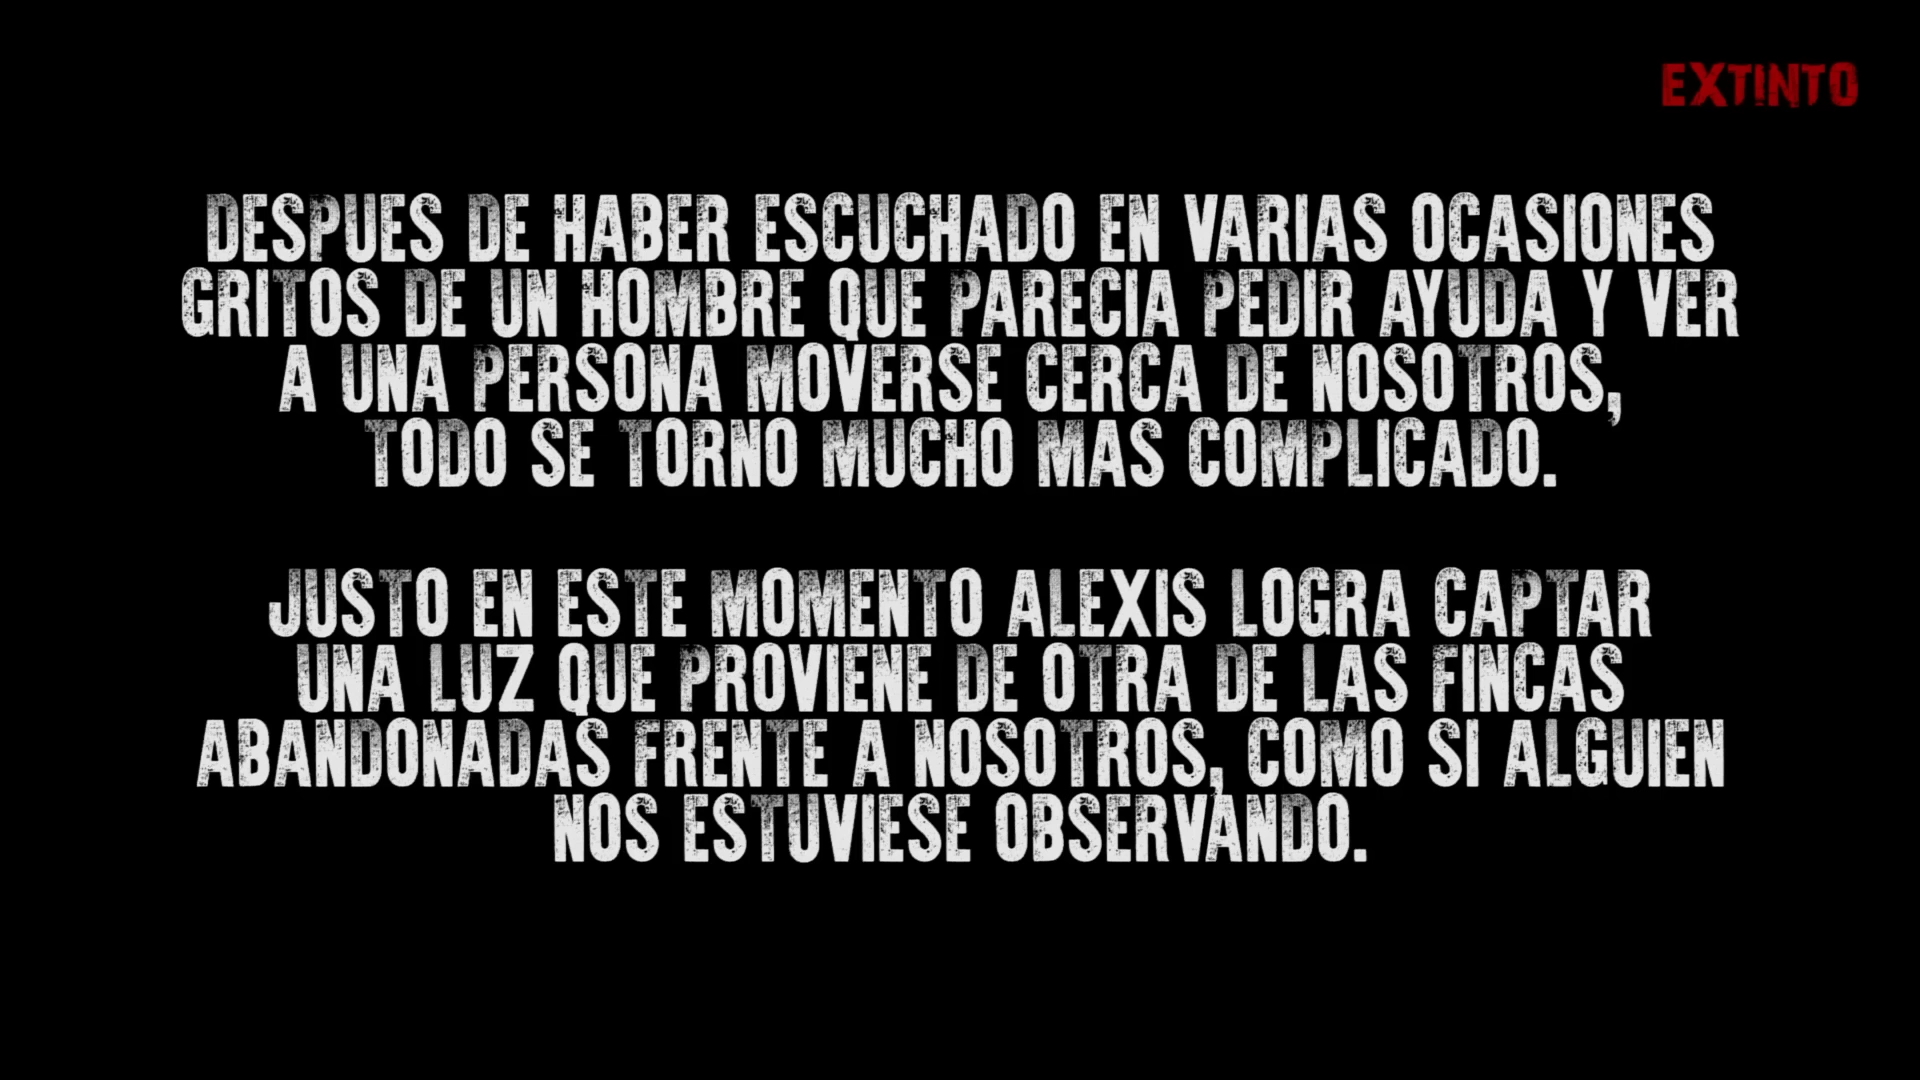 EXTINTO
DESPUES DE HABER ESCUCHADO EN VARIAS OCASIONES
GRITOS DE UN HOMBRE QUE PARECIA PEDIR AYUDA Y VER
A UNA PERSONA MOVERSE CERCA DE NOSOTROS,
TODO SE TORNO MUCHO MAS COMPLICADO.
JUSTO EN ESTE MOMENTO ALEXIS LOGRA CAPTAR
UNA LUZ QUE PROVIENE DE OTRA DE LAS FINCAS
ABANDONADAS FRENTE A NOSOTROS, COMO SI ALGUIEN
NOS ESTUVIESE OBSERVANDO.